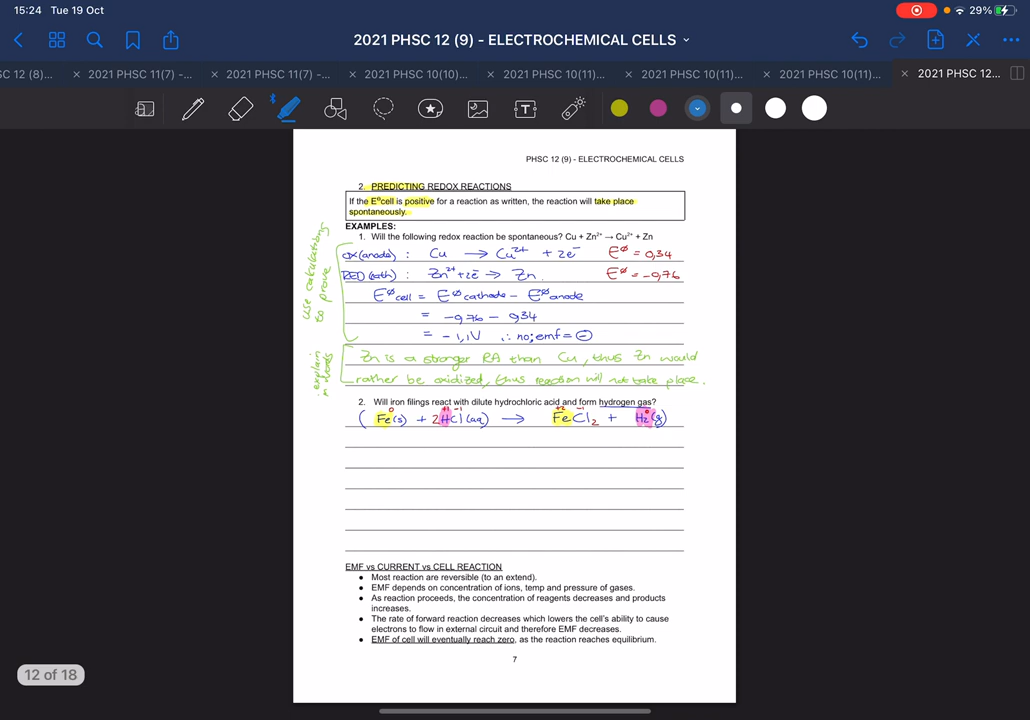 15:24 Tue 19 Oct
29%
2021 PHSC 12 (9) - ELECTROCHEMICAL CELLS
SC 12 (8)...
2021 PHSC 11(7) -...
2021 PHSC 11(7) -...
2021 PHSC 10(10)...
2021 PHSC 10(11)...
2021 PHSC 10(11)...
2021 PHSC 10(11)...
2021 PHSC 12...
PHSC 12 (9) - ELECTROCHEMICAL CELLS
2. PREDICTING REDOX REACTIONS
If the E⁰cell is positive for a reaction as written, the reaction will take place
spontaneously.
EXAMPLES:
1. Will the following redox reaction be spontaneous? Cu + Zn²⁺ → Cu²⁺ + Zn
OX(anode) : Cu → Cu²⁺ + 2e⁻ E^ø = 0,34
RED(cath) : Zn²⁺ + 2e⁻ → Zn. E^ø = -0,76
E^ø cell = E^ø cathode - E^ø anode
= -0,76 - 0,34
= -1,1V ∴ no; emf = ⊖
use calculations
to prove
Zn is a stronger RA than Cu, thus Zn would
rather be oxidized, thus reaction will not take place.
explain
in words
2. Will iron filings react with dilute hydrochloric acid and form hydrogen gas?
0 +1 -1 +2 -1 0
( Fe(s) + 2HCl(aq) → FeCl₂ + H₂(g) )
EMF vs CURRENT vs CELL REACTION
• Most reaction are reversible (to an extend).
• EMF depends on concentration of ions, temp and pressure of gases.
• As reaction proceeds, the concentration of reagents decreases and products
increases.
• The rate of forward reaction decreases which lowers the cell's ability to cause
electrons to flow in external circuit and therefore EMF decreases.
• EMF of cell will eventually reach zero, as the reaction reaches equilibrium.
7
12 of 18